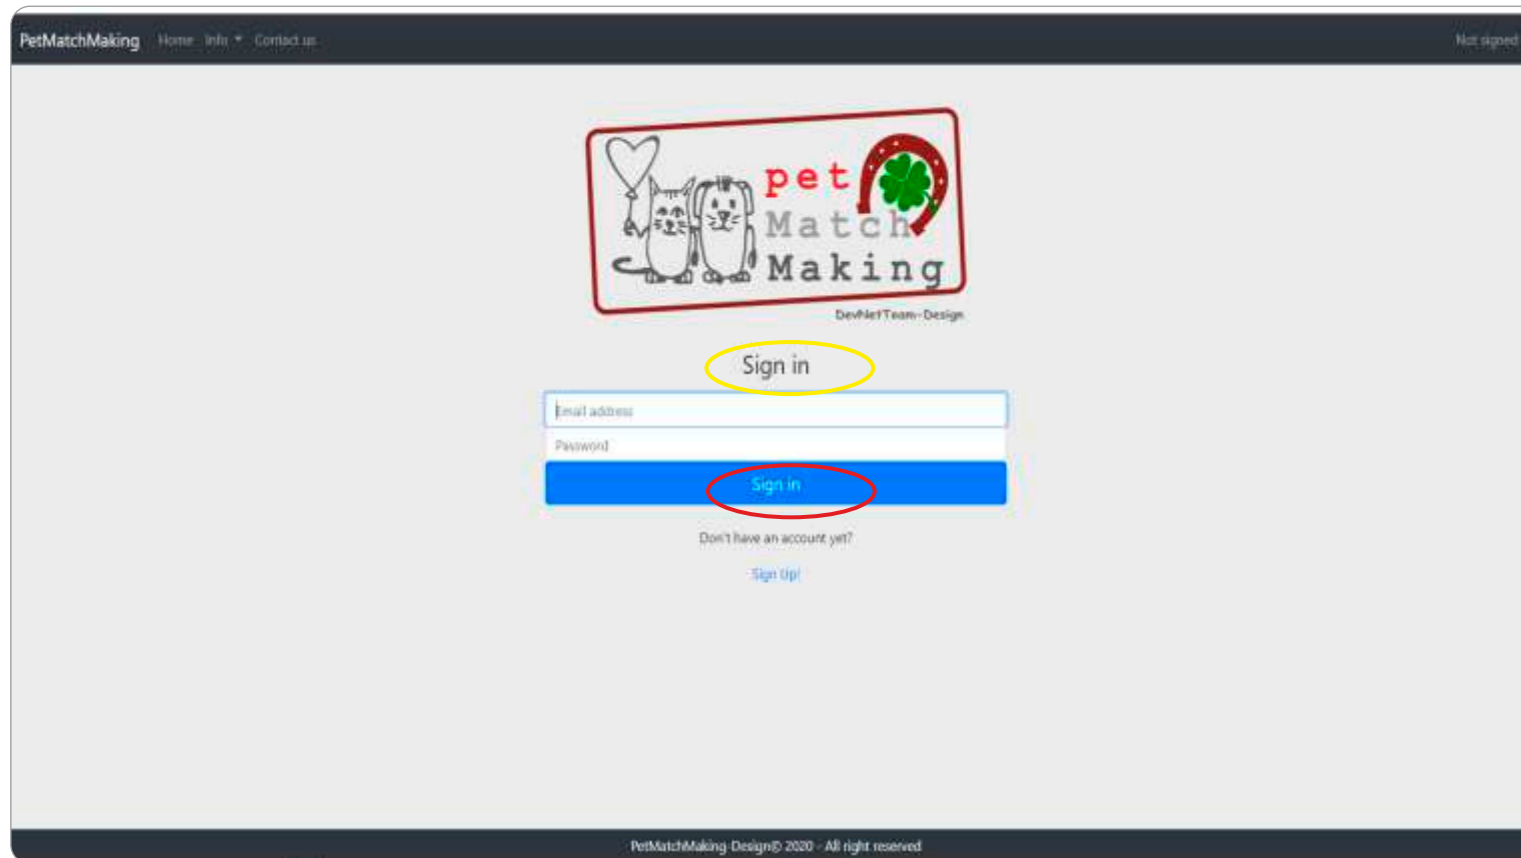 PetMatchMaking Home Info Contact us Not signed
pet
Match
Making
DevNetTeam-Design
Sign in
Email address
Password
Sign in
Don't have an account yet?
Sign Up!
PetMatchMaking-Design© 2020 - All right reserved